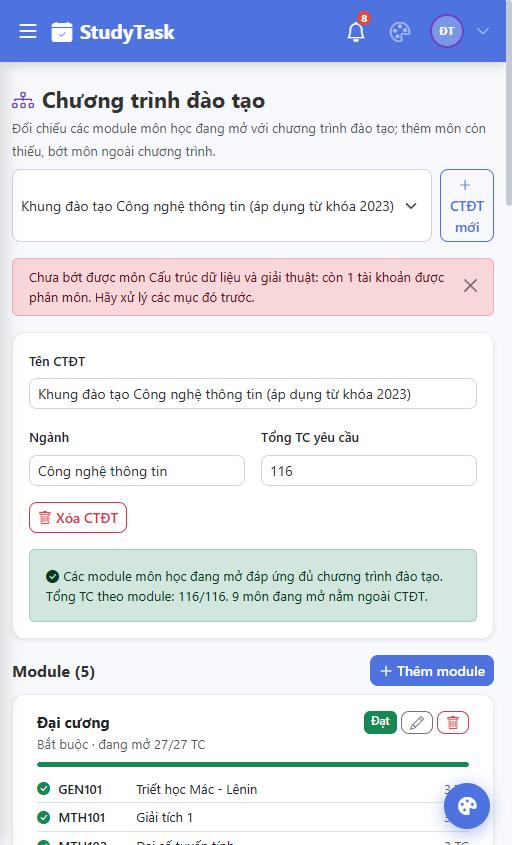 StudyTask
8
ĐT
Chương trình đào tạo
Đối chiếu các module môn học đang mở với chương trình đào tạo; thêm môn còn
thiếu, bớt môn ngoài chương trình.
Khung đào tạo Công nghệ thông tin (áp dụng từ khóa 2023)
+
CTĐT
mới
Chưa bớt được môn Cấu trúc dữ liệu và giải thuật: còn 1 tài khoản được
phân môn. Hãy xử lý các mục đó trước.
Tên CTĐT
Khung đào tạo Công nghệ thông tin (áp dụng từ khóa 2023)
Ngành
Tổng TC yêu cầu
Công nghệ thông tin
116
Xóa CTĐT
Các module môn học đang mở đáp ứng đủ chương trình đào tạo.
Tổng TC theo module: 116/116. 9 môn đang mở nằm ngoài CTĐT.
Module (5)
+ Thêm module
Đại cương
Đạt
Bắt buộc · đang mở 27/27 TC
GEN101 Triết học Mác - Lênin
MTH101 Giải tích 1